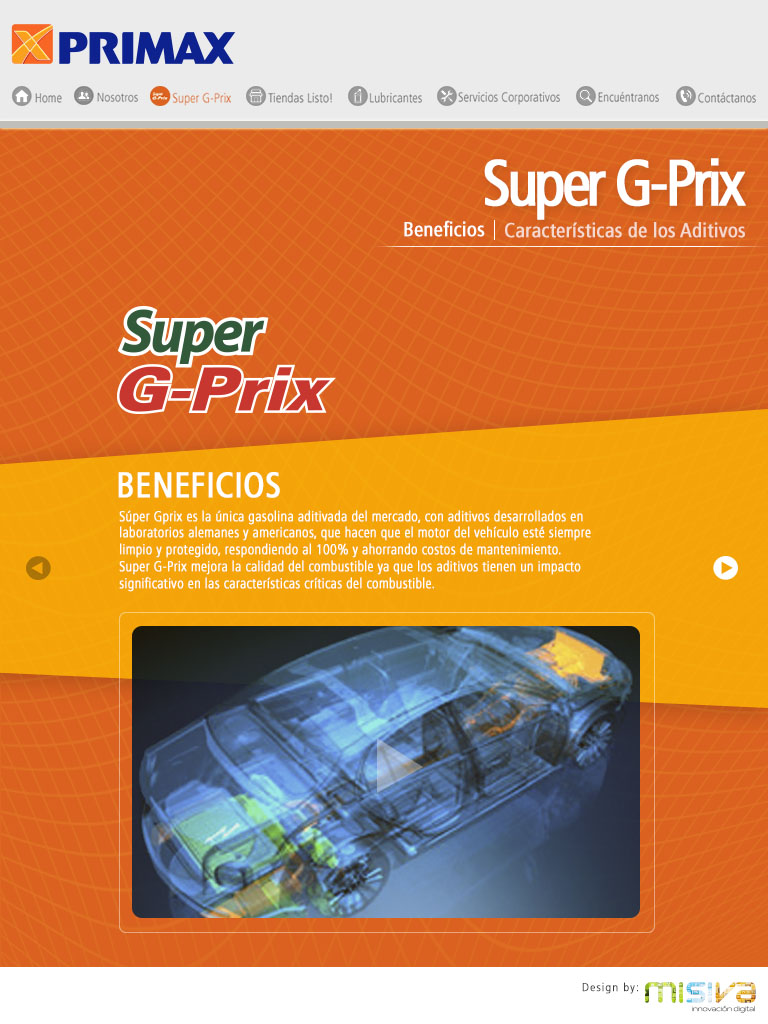 PRIMAX
Home Nosotros Super G-Prix Super G-Prix Tiendas Listo! Lubricantes Servicios Corporativos Encuéntranos Contáctanos
Super G-Prix
Beneficios | Características de los Aditivos
Super
G-Prix
BENEFICIOS
Súper Gprix es la única gasolina aditivada del mercado, con aditivos desarrollados en
laboratorios alemanes y americanos, que hacen que el motor del vehículo esté siempre
limpio y protegido, respondiendo al 100% y ahorrando costos de mantenimiento.
Super G-Prix mejora la calidad del combustible ya que los aditivos tienen un impacto
significativo en las características críticas del combustible.
Design by: misiva
innovación digital